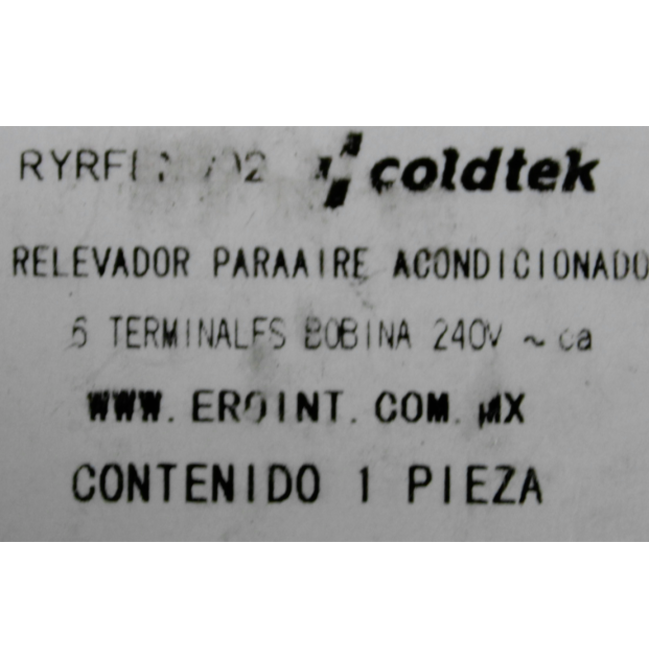 coldtek
RELEVADOR PARAAIRE ACONDICIONADO
6 TERMINALES BOBINA 240V ~ ca
WWW.EROINT.COM.MX
CONTENIDO 1 PIEZA